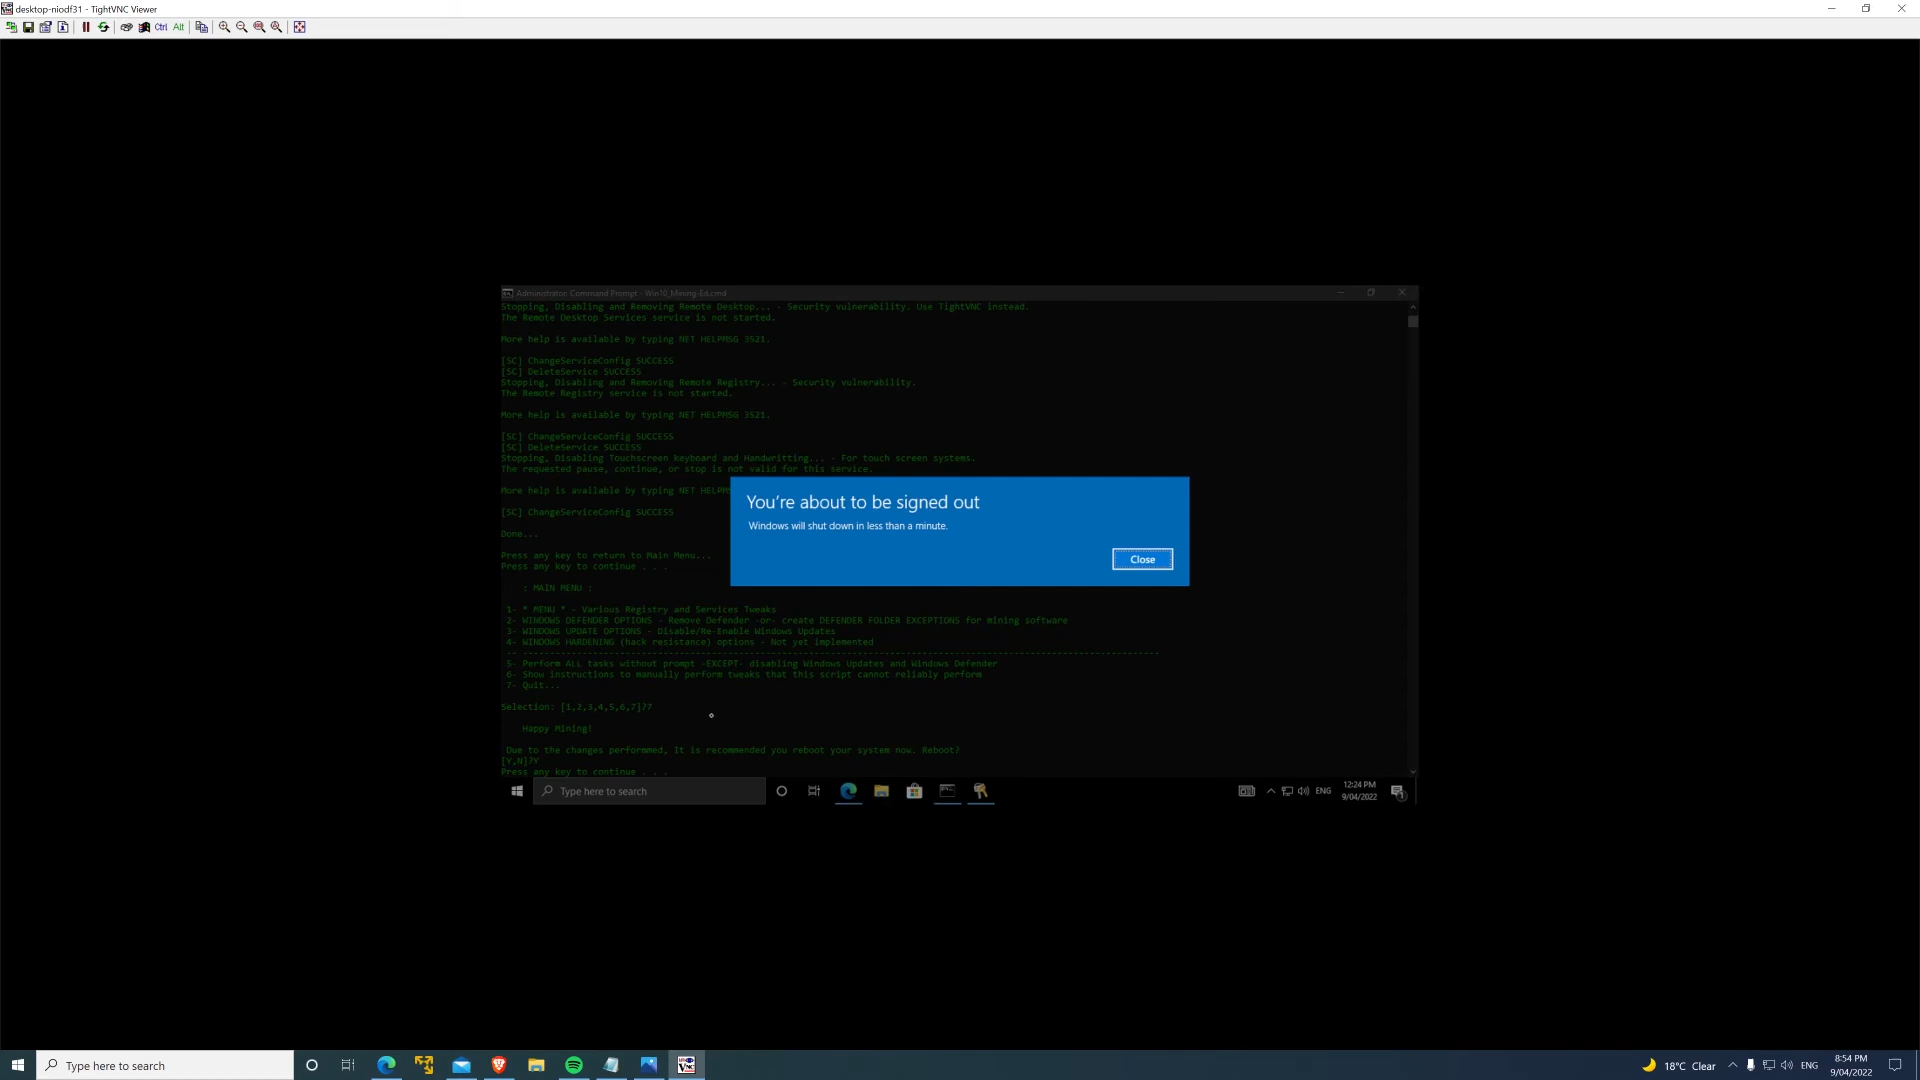 desktop-niodf31 - TightVNC Viewer
Ctrl Alt
Administrator Command Prompt - Win10_Mining-Ed.cmd
Stopping, Disabling and Removing Remote Desktop... - Security vulnerability. Use TightVNC instead.
The Remote Desktop Services service is not started.
More help is available by typing NET HELPMSG 3521.
[SC] ChangeServiceConfig SUCCESS
[SC] DeleteService SUCCESS
Stopping, Disabling and Removing Remote Registry... - Security vulnerability.
The Remote Registry service is not started.
More help is available by typing NET HELPMSG 3521.
[SC] ChangeServiceConfig SUCCESS
[SC] DeleteService SUCCESS
Stopping, Disabling Touchscreen keyboard and Handwritting... - For touch screen systems.
The requested pause, continue, or stop is not valid for this service.
More help is available by typing NET HELPM
[SC] ChangeServiceConfig SUCCESS
You're about to be signed out
Windows will shut down in less than a minute.
Close
Done...
Press any key to return to Main Menu...
Press any key to continue . . .
: MAIN MENU :
1- * MENU * - Various Registry and Services Tweaks
2- WINDOWS DEFENDER OPTIONS - Remove Defender -or- create DEFENDER FOLDER EXCEPTIONS for mining software
3- WINDOWS UPDATE OPTIONS - Disable/Re-Enable Windows Updates
4- WINDOWS HARDENING (hack resistance) options - Not yet implemented
5- Perform ALL tasks without prompt -EXCEPT- disabling Windows Updates and Windows Defender
6- Show instructions to manually perform tweaks that this script cannot reliably perform
7- Quit...
Selection: [1,2,3,4,5,6,7]?7
Happy Mining!
Due to the changes performmed, It is recommended you reboot your system now. Reboot?
[Y,N]?Y
Press any key to continue . . .
Type here to search
ENG
12:24 PM
9/04/2022
Type here to search
18°C Clear
ENG
8:54 PM
9/04/2022